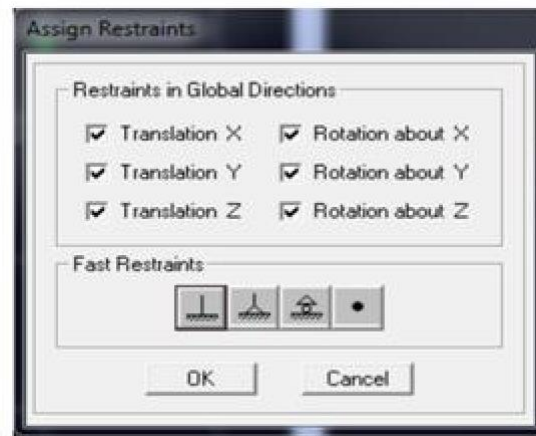 Assign Restraints
Restraints in Global Directions
Translation X Rotation about X
Translation Y Rotation about Y
Translation Z Rotation about Z
Fast Restraints
OK Cancel